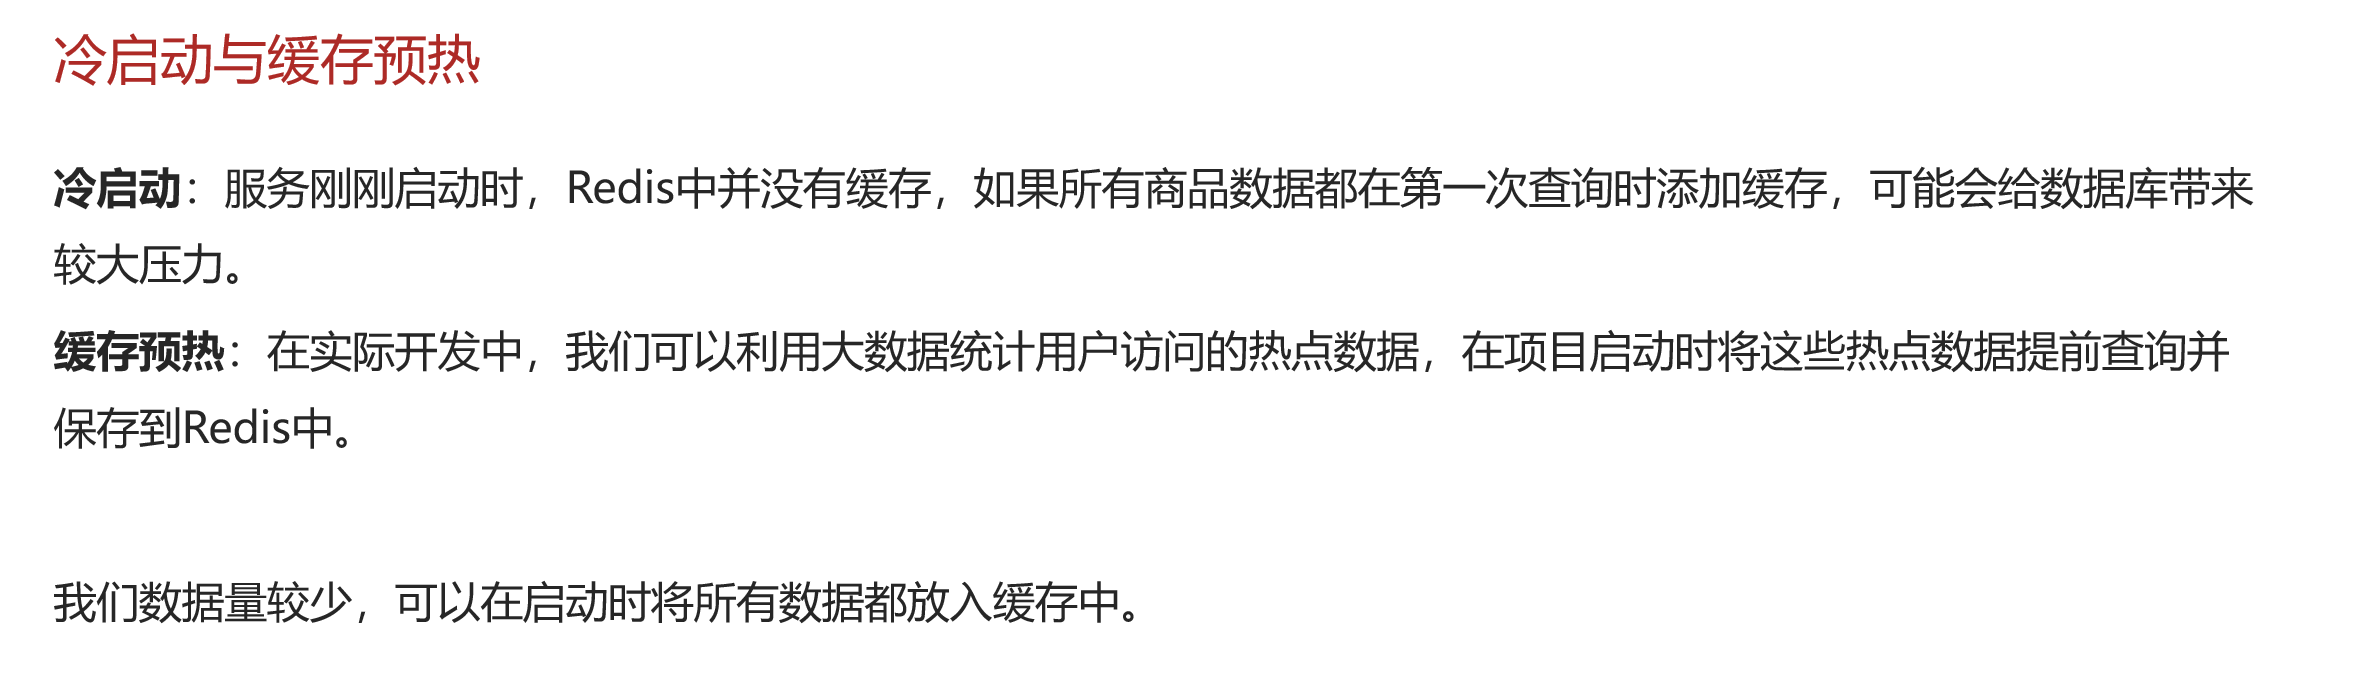 冷启动与缓存预热
冷启动：服务刚刚启动时，Redis中并没有缓存，如果所有商品数据都在第一次查询时添加缓存，可能会给数据库带来
较大压力。
缓存预热：在实际开发中，我们可以利用大数据统计用户访问的热点数据，在项目启动时将这些热点数据提前查询并
保存到Redis中。
我们数据量较少，可以在启动时将所有数据都放入缓存中。